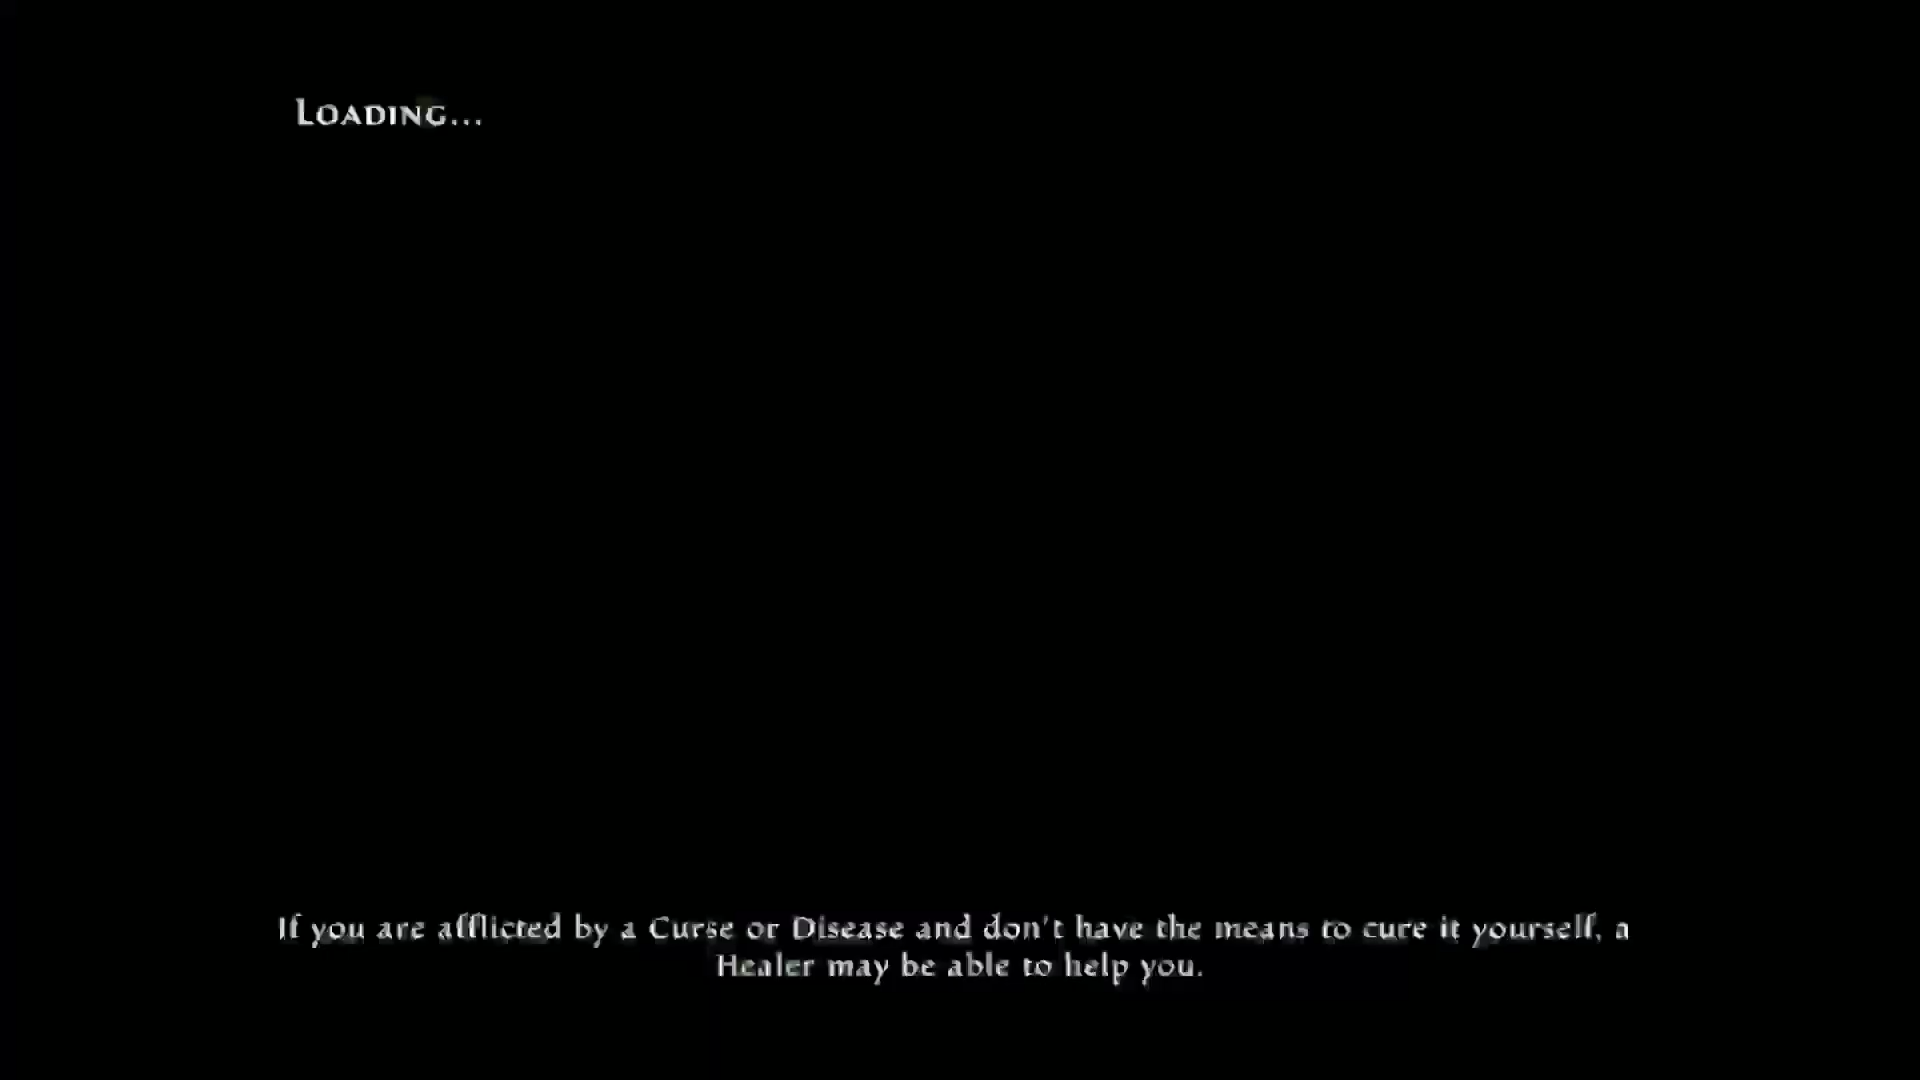 Loading...
If you are afflicted by a Curse or Disease and don't have the means to cure it yourself, a
Healer may be able to help you.